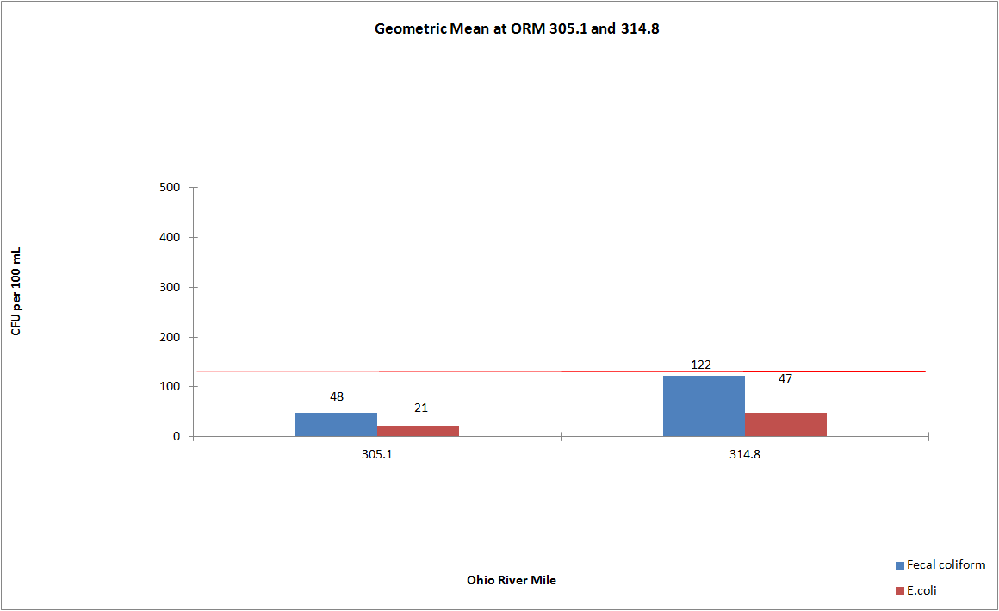 Geometric Mean at ORM 305.1 and 314.8
CFU per 100 mL
500
400
300
200
100
0
48
21
122
47
305.1
314.8
Ohio River Mile
Fecal coliform
E.coli